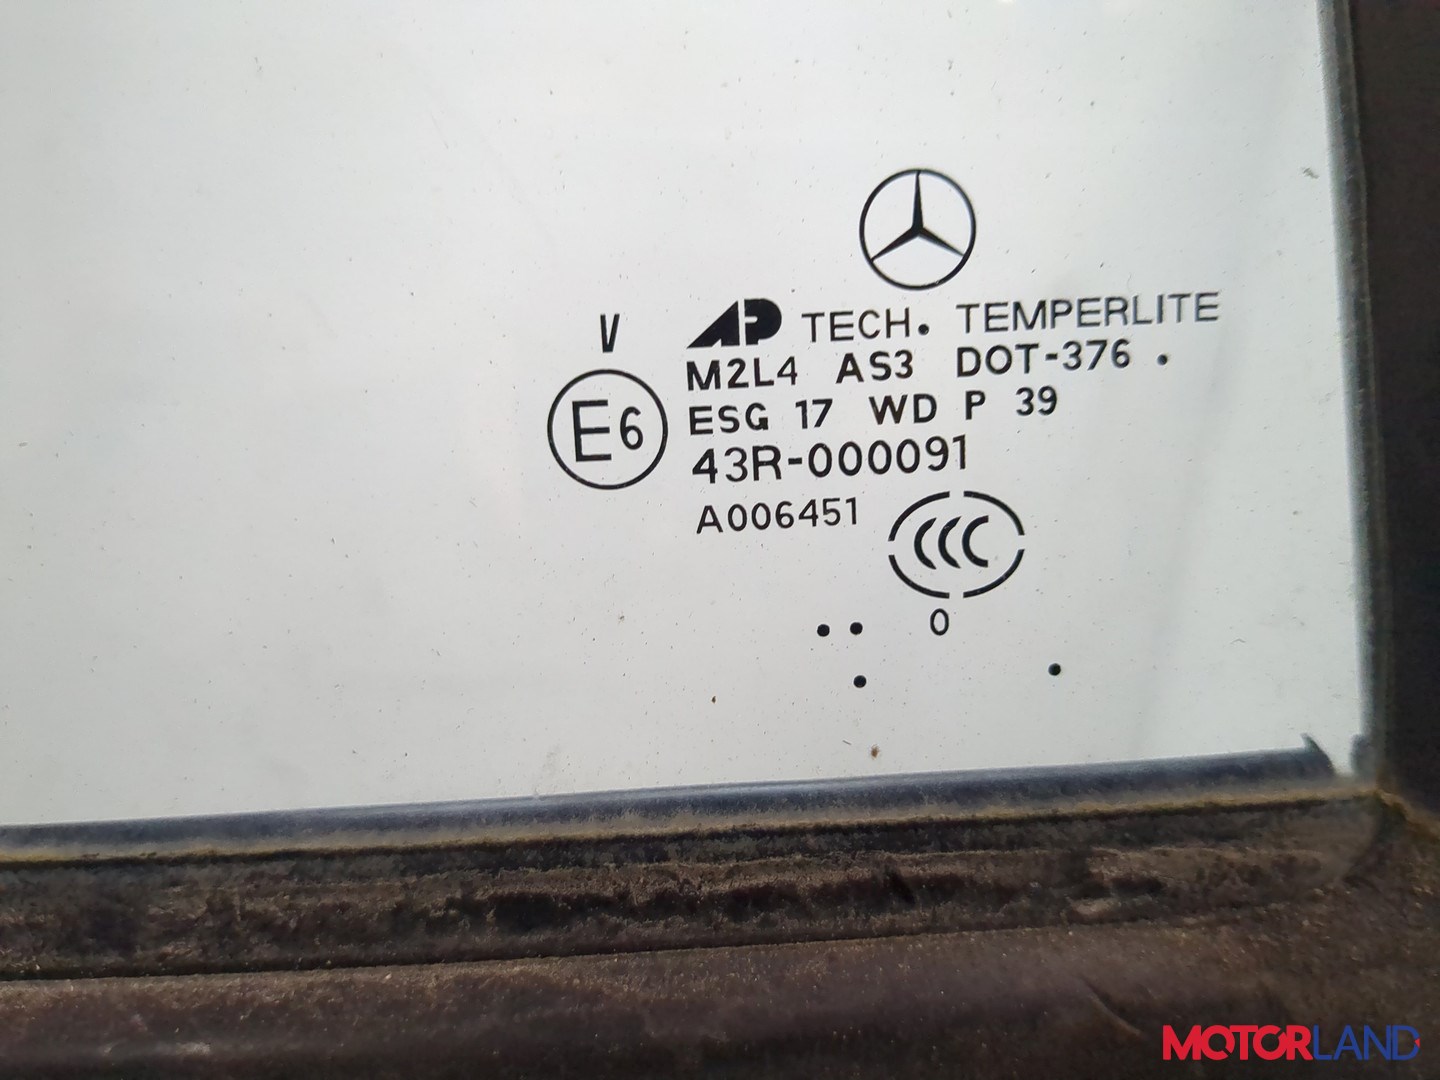 V
AP TECH. TEMPERLITE
M2L4 AS3 DOT-376 .
E6
ESG 17 WD P 39
43R-000091
A006451
CCC
0
MOTORLAND